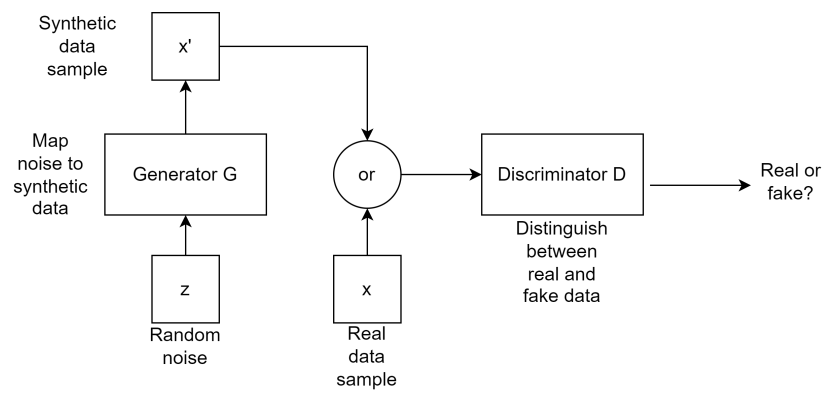 Synthetic
data
sample
x'
Map
noise to
synthetic
data
Generator G
or
Discriminator D
Real or
fake?
Distinguish
between
real and
fake data
z
x
Random
noise
Real
data
sample